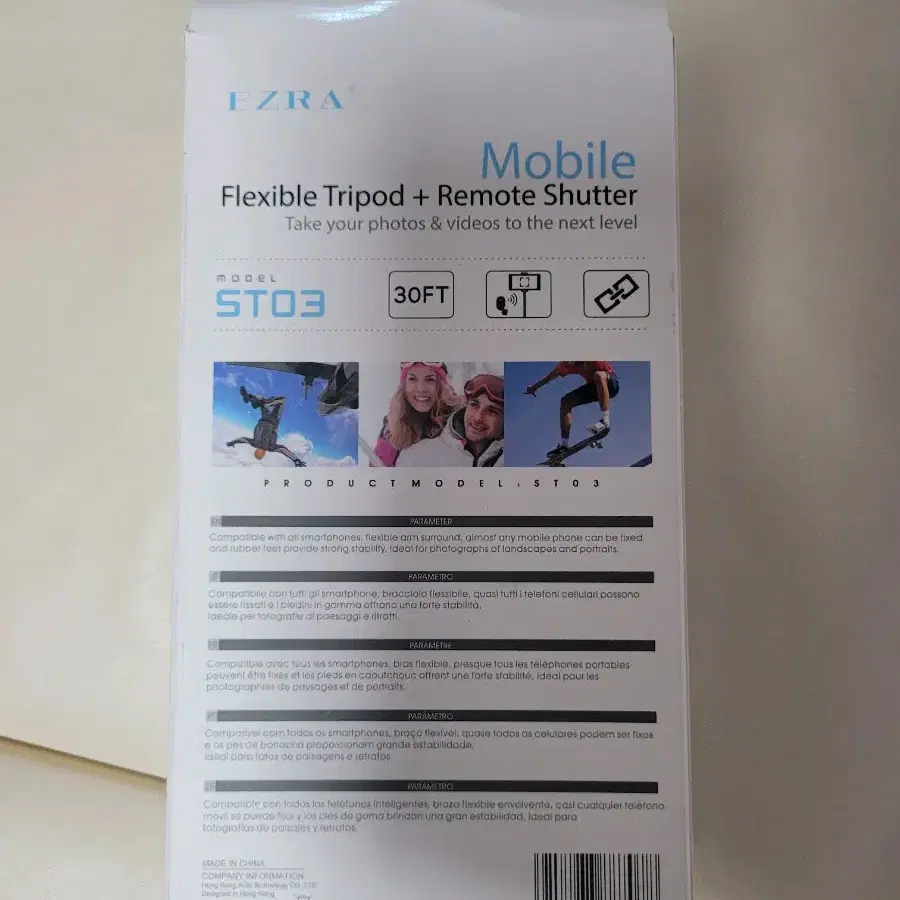 EZRA
Mobile
Flexible Tripod + Remote Shutter
Take your photos & videos to the next level
MODEL
ST03
30FT
PRODUCT MODEL: ST03
PARAMETER
Compatible with all smartphones, flexible arm surround, almost any mobile phone can be fixed
and rubber feet provide strong stability, ideal for photographs of landscapes and portraits.
PARAMETRO
Compatibile con tutti gli smartphone, bracciolo flessibile, quasi tutti i telefoni cellulari possono
essere fissati e i piedini in gomma offrono una forte stabilità,
ideale per fotografie di paesaggi e ritratti.
PARAMÈTRE
Compatible avec tous les smartphones, bras flexible, presque tous les téléphones portables
peuvent être fixés et les pieds en caoutchouc offrent une forte stabilité, idéal pour les
photographies de paysages et de portraits.
PARÂMETRO
Compatível com todos os smartphones, braço flexível, quase todos os celulares podem ser fixos
e os pés de borracha proporcionam grande estabilidade,
ideal para fotos de paisagens e retratos
PARÁMETRO
Compatible con todos los teléfonos inteligentes, brazo flexible envolvente, casi cualquier teléfono
móvil se puede fijar y los pies de goma brindan una gran estabilidad, ideal para
fotografías de paisajes y retratos.
MADE IN CHINA
COMPANY INFORMATION
Hong Kong Technology CO.,LTD
Designed in Hong Kong